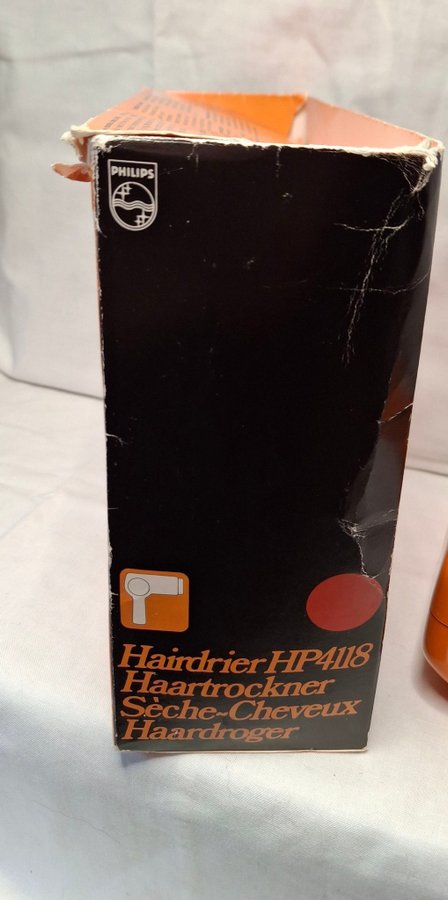 PHILIPS
Hairdrier HP4118
Haartrockner
Sèche~Cheveux
Haardroger